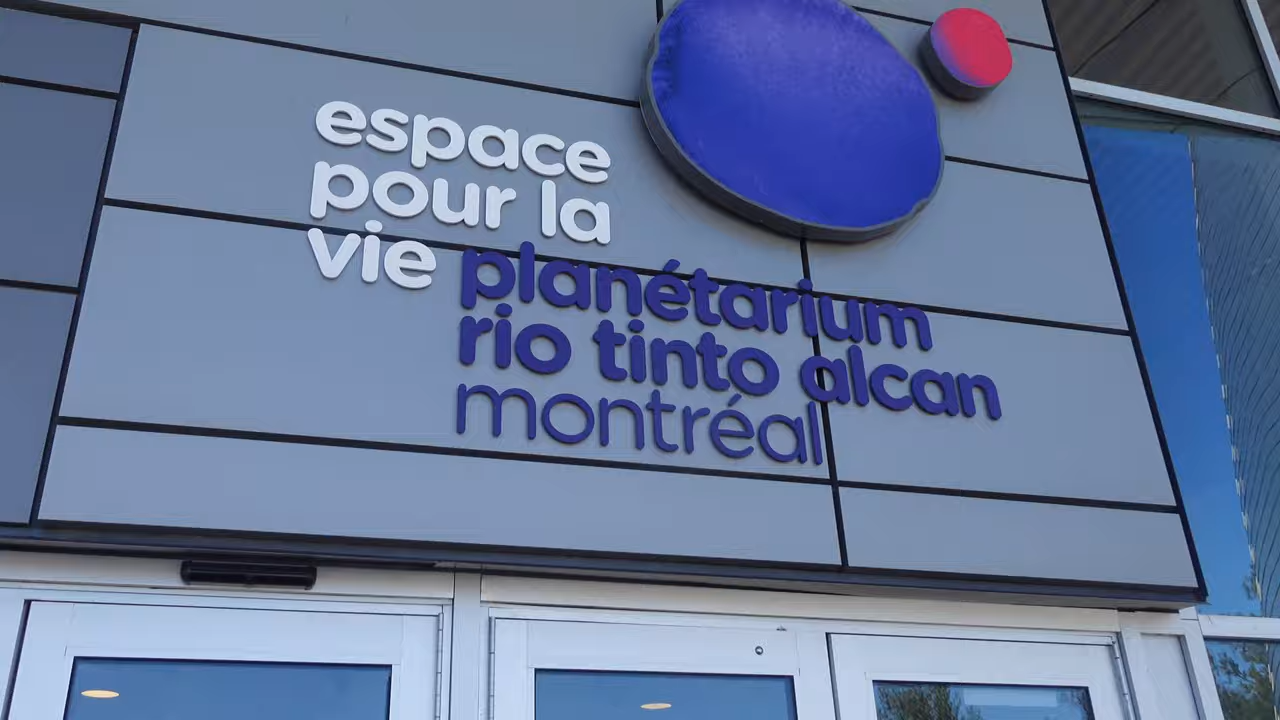 espace
pour la
vie planétarium
rio tinto alcan
montréal